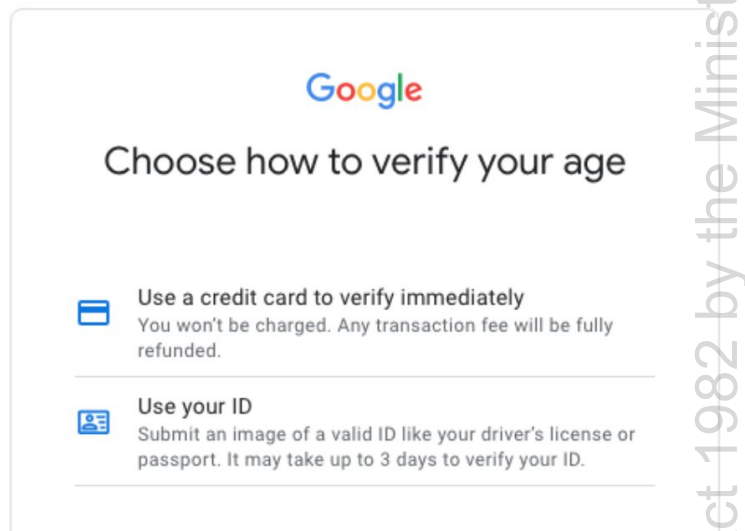 Google
Choose how to verify your age
Use a credit card to verify immediately
You won't be charged. Any transaction fee will be fully
refunded.
Use your ID
Submit an image of a valid ID like your driver's license or
passport. It may take up to 3 days to verify your ID.
1982 by the